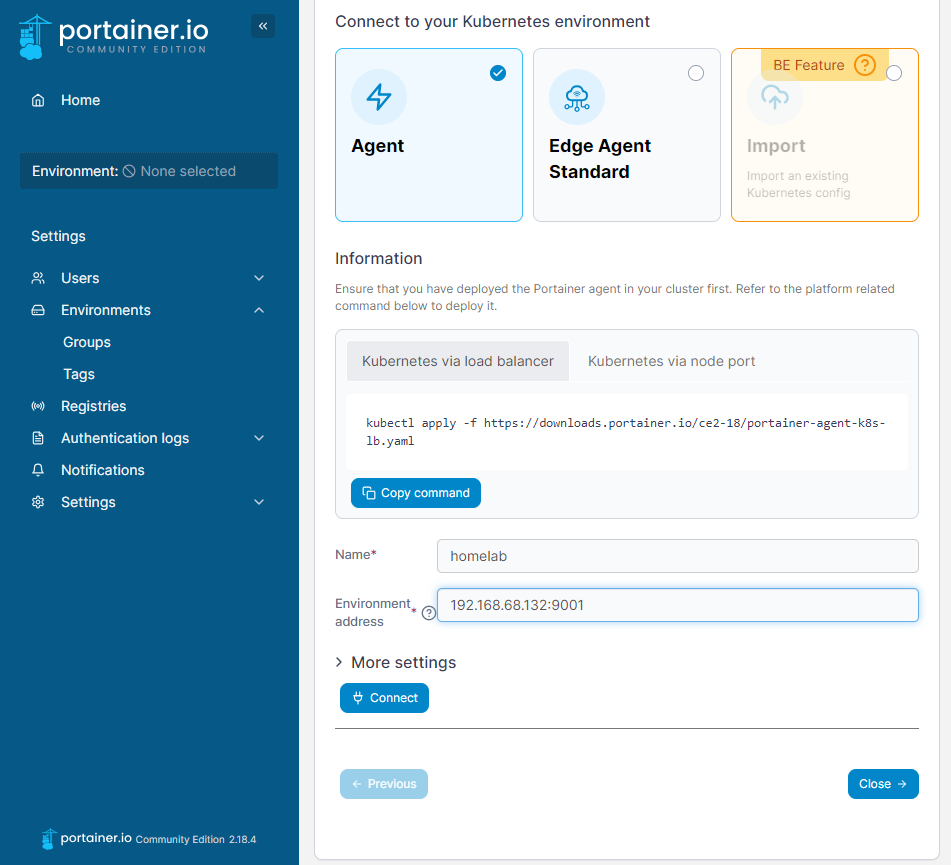 portainer.io
COMMUNITY EDITION
Home
Environment: None selected
Settings
Users
Environments
Groups
Tags
Registries
Authentication logs
Notifications
Settings
portainer.io Community Edition 2.18.4
Connect to your Kubernetes environment
Agent
Edge Agent
Standard
BE Feature
Import
Import an existing
Kubernetes config
Information
Ensure that you have deployed the Portainer agent in your cluster first. Refer to the platform related
command below to deploy it.
Kubernetes via load balancer
Kubernetes via node port
kubectl apply -f https://downloads.portainer.io/ce2-18/portainer-agent-k8s-
lb.yaml
Copy command
Name*
homelab
Environment
address *
192.168.68.132:9001
More settings
Connect
Previous
Close